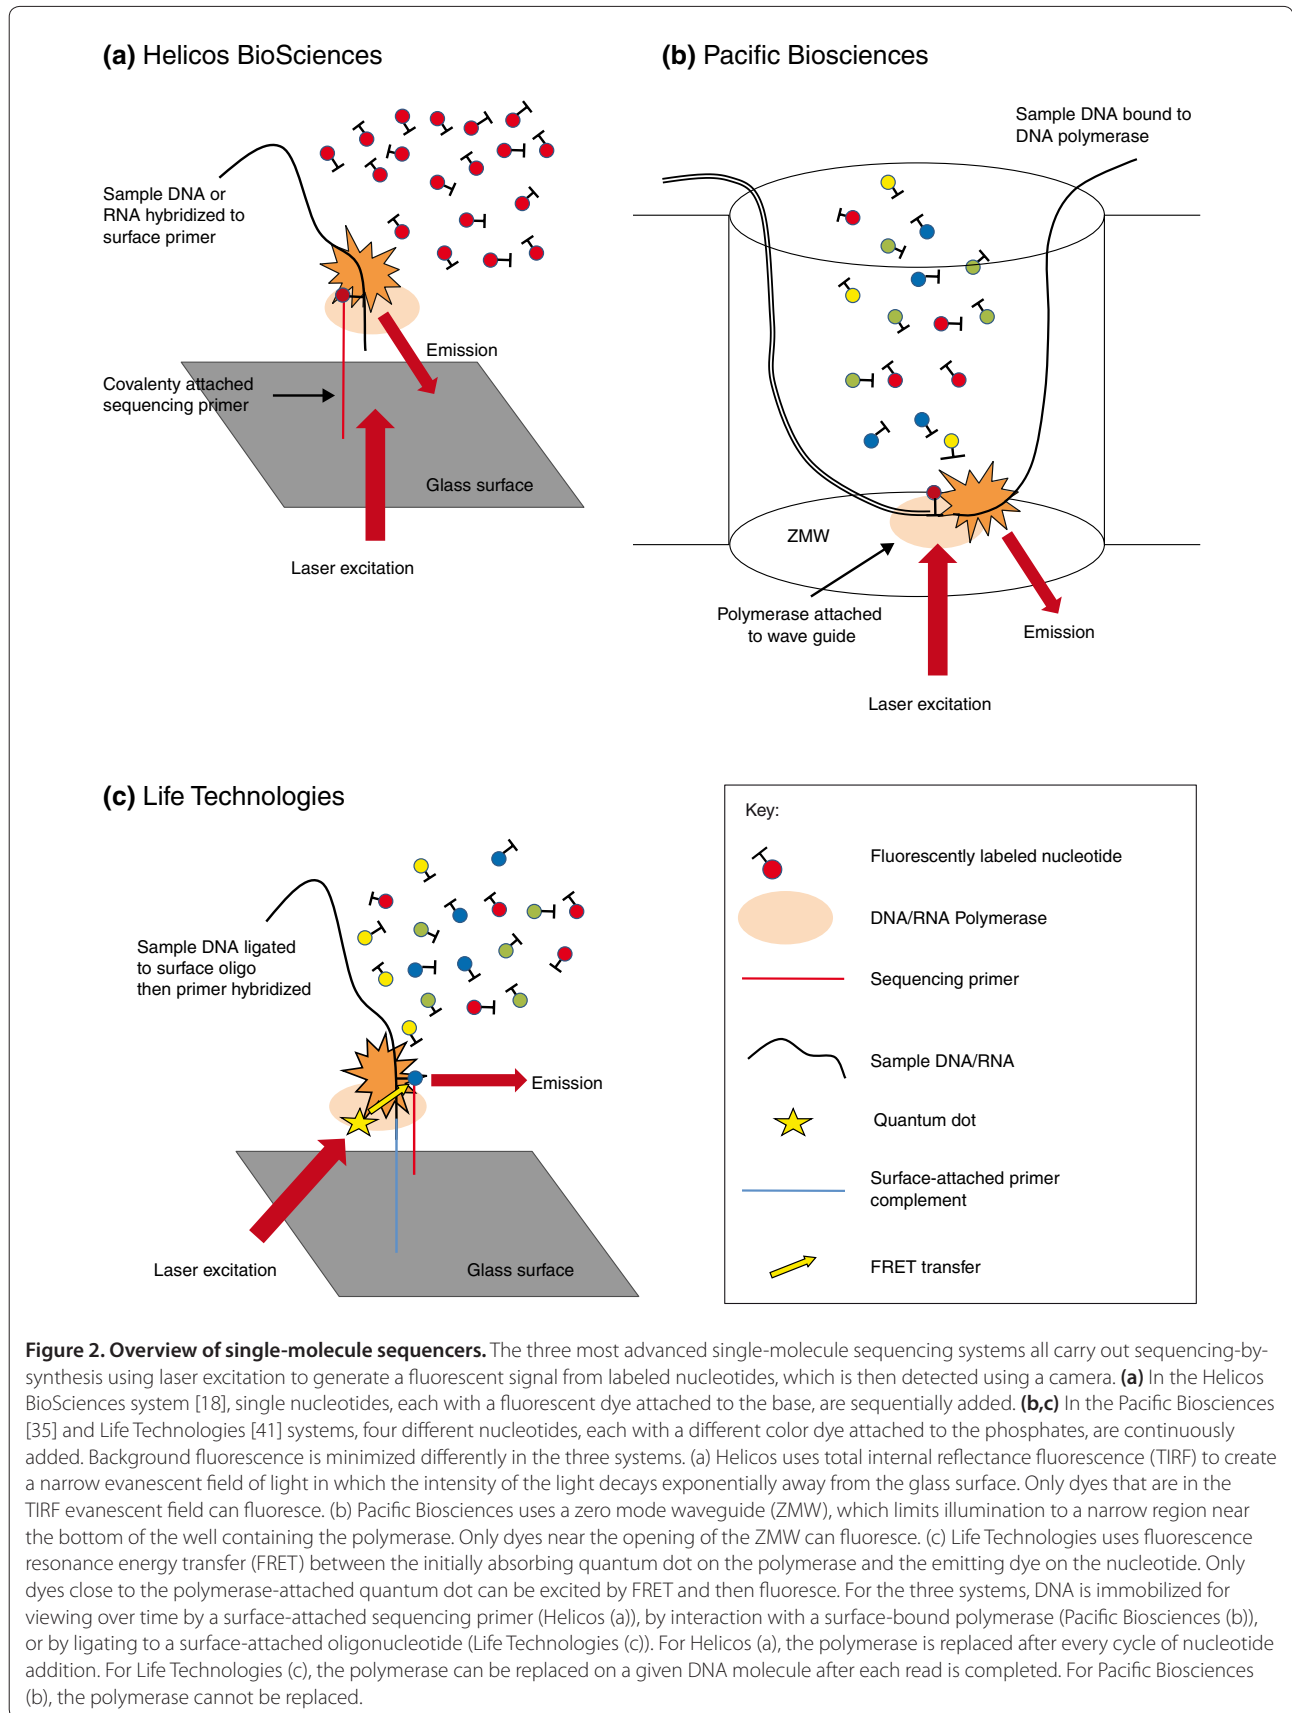 (a) Helicos BioSciences
Sample DNA or
RNA hybridized to
surface primer
Emission
Covalenty attached
sequencing primer
Glass surface
Laser excitation
(b) Pacific Biosciences
Sample DNA bound to
DNA polymerase
ZMW
Polymerase attached
to wave guide
Emission
Laser excitation
(c) Life Technologies
Sample DNA ligated
to surface oligo
then primer hybridized
Emission
Laser excitation
Glass surface
Key:
Fluorescently labeled nucleotide
DNA/RNA Polymerase
Sequencing primer
Sample DNA/RNA
Quantum dot
Surface-attached primer
complement
FRET transfer
Figure 2. Overview of single-molecule sequencers. The three most advanced single-molecule sequencing systems all carry out sequencing-by-
synthesis using laser excitation to generate a fluorescent signal from labeled nucleotides, which is then detected using a camera. (a) In the Helicos
BioSciences system [18], single nucleotides, each with a fluorescent dye attached to the base, are sequentially added. (b,c) In the Pacific Biosciences
[35] and Life Technologies [41] systems, four different nucleotides, each with a different color dye attached to the phosphates, are continuously
added. Background fluorescence is minimized differently in the three systems. (a) Helicos uses total internal reflectance fluorescence (TIRF) to create
a narrow evanescent field of light in which the intensity of the light decays exponentially away from the glass surface. Only dyes that are in the
TIRF evanescent field can fluoresce. (b) Pacific Biosciences uses a zero mode waveguide (ZMW), which limits illumination to a narrow region near
the bottom of the well containing the polymerase. Only dyes near the opening of the ZMW can fluoresce. (c) Life Technologies uses fluorescence
resonance energy transfer (FRET) between the initially absorbing quantum dot on the polymerase and the emitting dye on the nucleotide. Only
dyes close to the polymerase-attached quantum dot can be excited by FRET and then fluoresce. For the three systems, DNA is immobilized for
viewing over time by a surface-attached sequencing primer (Helicos (a)), by interaction with a surface-bound polymerase (Pacific Biosciences (b)),
or by ligating to a surface-attached oligonucleotide (Life Technologies (c)). For Helicos (a), the polymerase is replaced after every cycle of nucleotide
addition. For Life Technologies (c), the polymerase can be replaced on a given DNA molecule after each read is completed. For Pacific Biosciences
(b), the polymerase cannot be replaced.